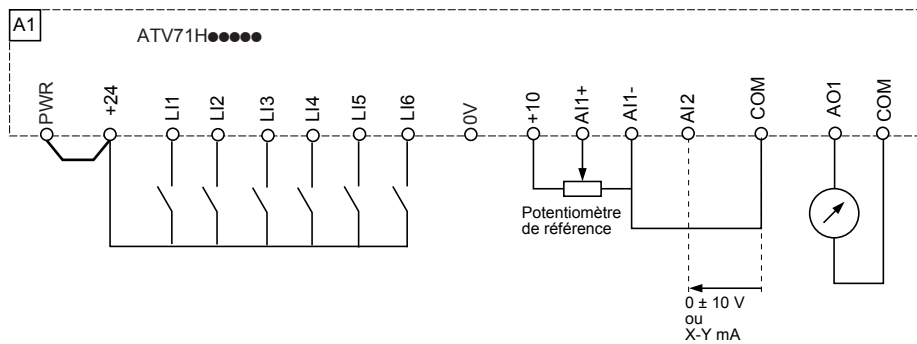 A1
ATV71H●●●●●
PWR
+24
LI1
LI2
LI3
LI4
LI5
LI6
0V
+10
AI1+
AI1-
AI2
COM
AO1
COM
Potentiomètre
de référence
0 ± 10 V
ou
X-Y mA